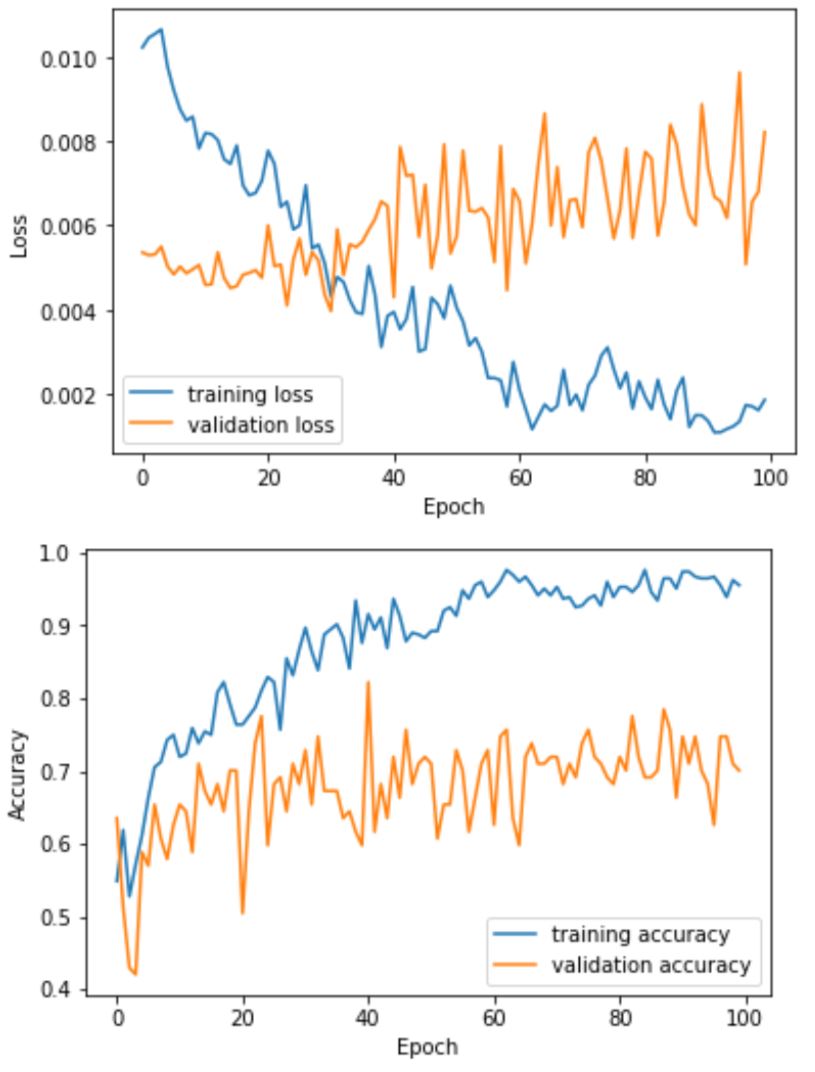 0.010
0.008
0.006
0.004
0.002
Loss
training loss
validation loss
0 20 40 60 80 100
Epoch
1.0
0.9
0.8
0.7
0.6
0.5
0.4
Accuracy
training accuracy
validation accuracy
0 20 40 60 80 100
Epoch